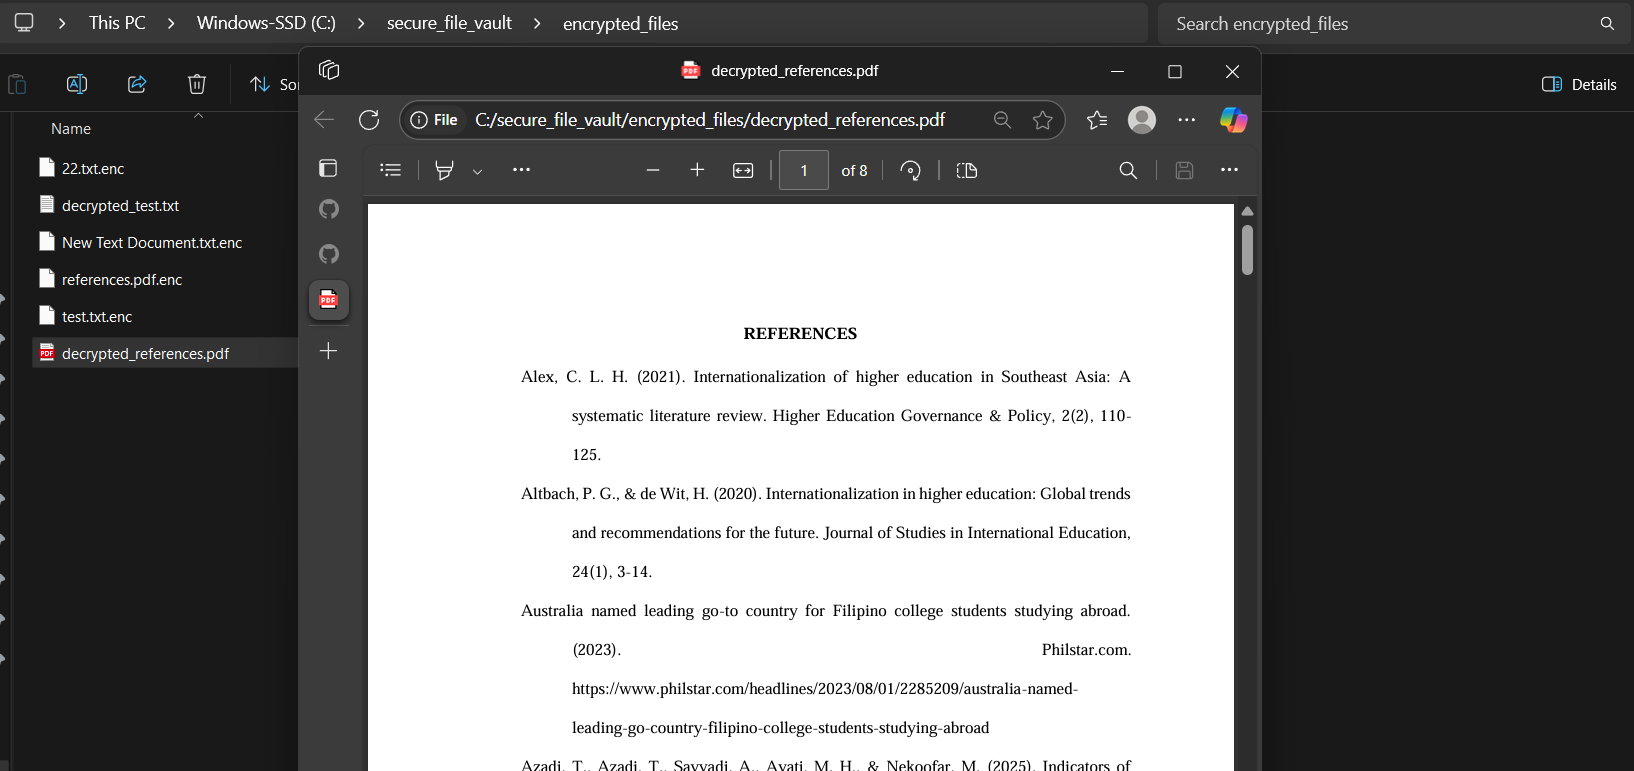 This PC > Windows-SSD (C:) > secure_file_vault > encrypted_files
Search encrypted_files
Details
Name
22.txt.enc
decrypted_test.txt
New Text Document.txt.enc
references.pdf.enc
test.txt.enc
decrypted_references.pdf
PDF decrypted_references.pdf
File C:/secure_file_vault/encrypted_files/decrypted_references.pdf
1 of 8
REFERENCES
Alex, C. L. H. (2021). Internationalization of higher education in Southeast Asia: A
systematic literature review. Higher Education Governance & Policy, 2(2), 110-
125.
Altbach, P. G., & de Wit, H. (2020). Internationalization in higher education: Global trends
and recommendations for the future. Journal of Studies in International Education,
24(1), 3-14.
Australia named leading go-to country for Filipino college students studying abroad.
(2023). Philstar.com.
https://www.philstar.com/headlines/2023/08/01/2285209/australia-named-
leading-go-country-filipino-college-students-studying-abroad
Azadi, T., Azadi, T., Sayyadi, A., Ayati, M. H., & Nekoofar, M. (2025). Indicators of